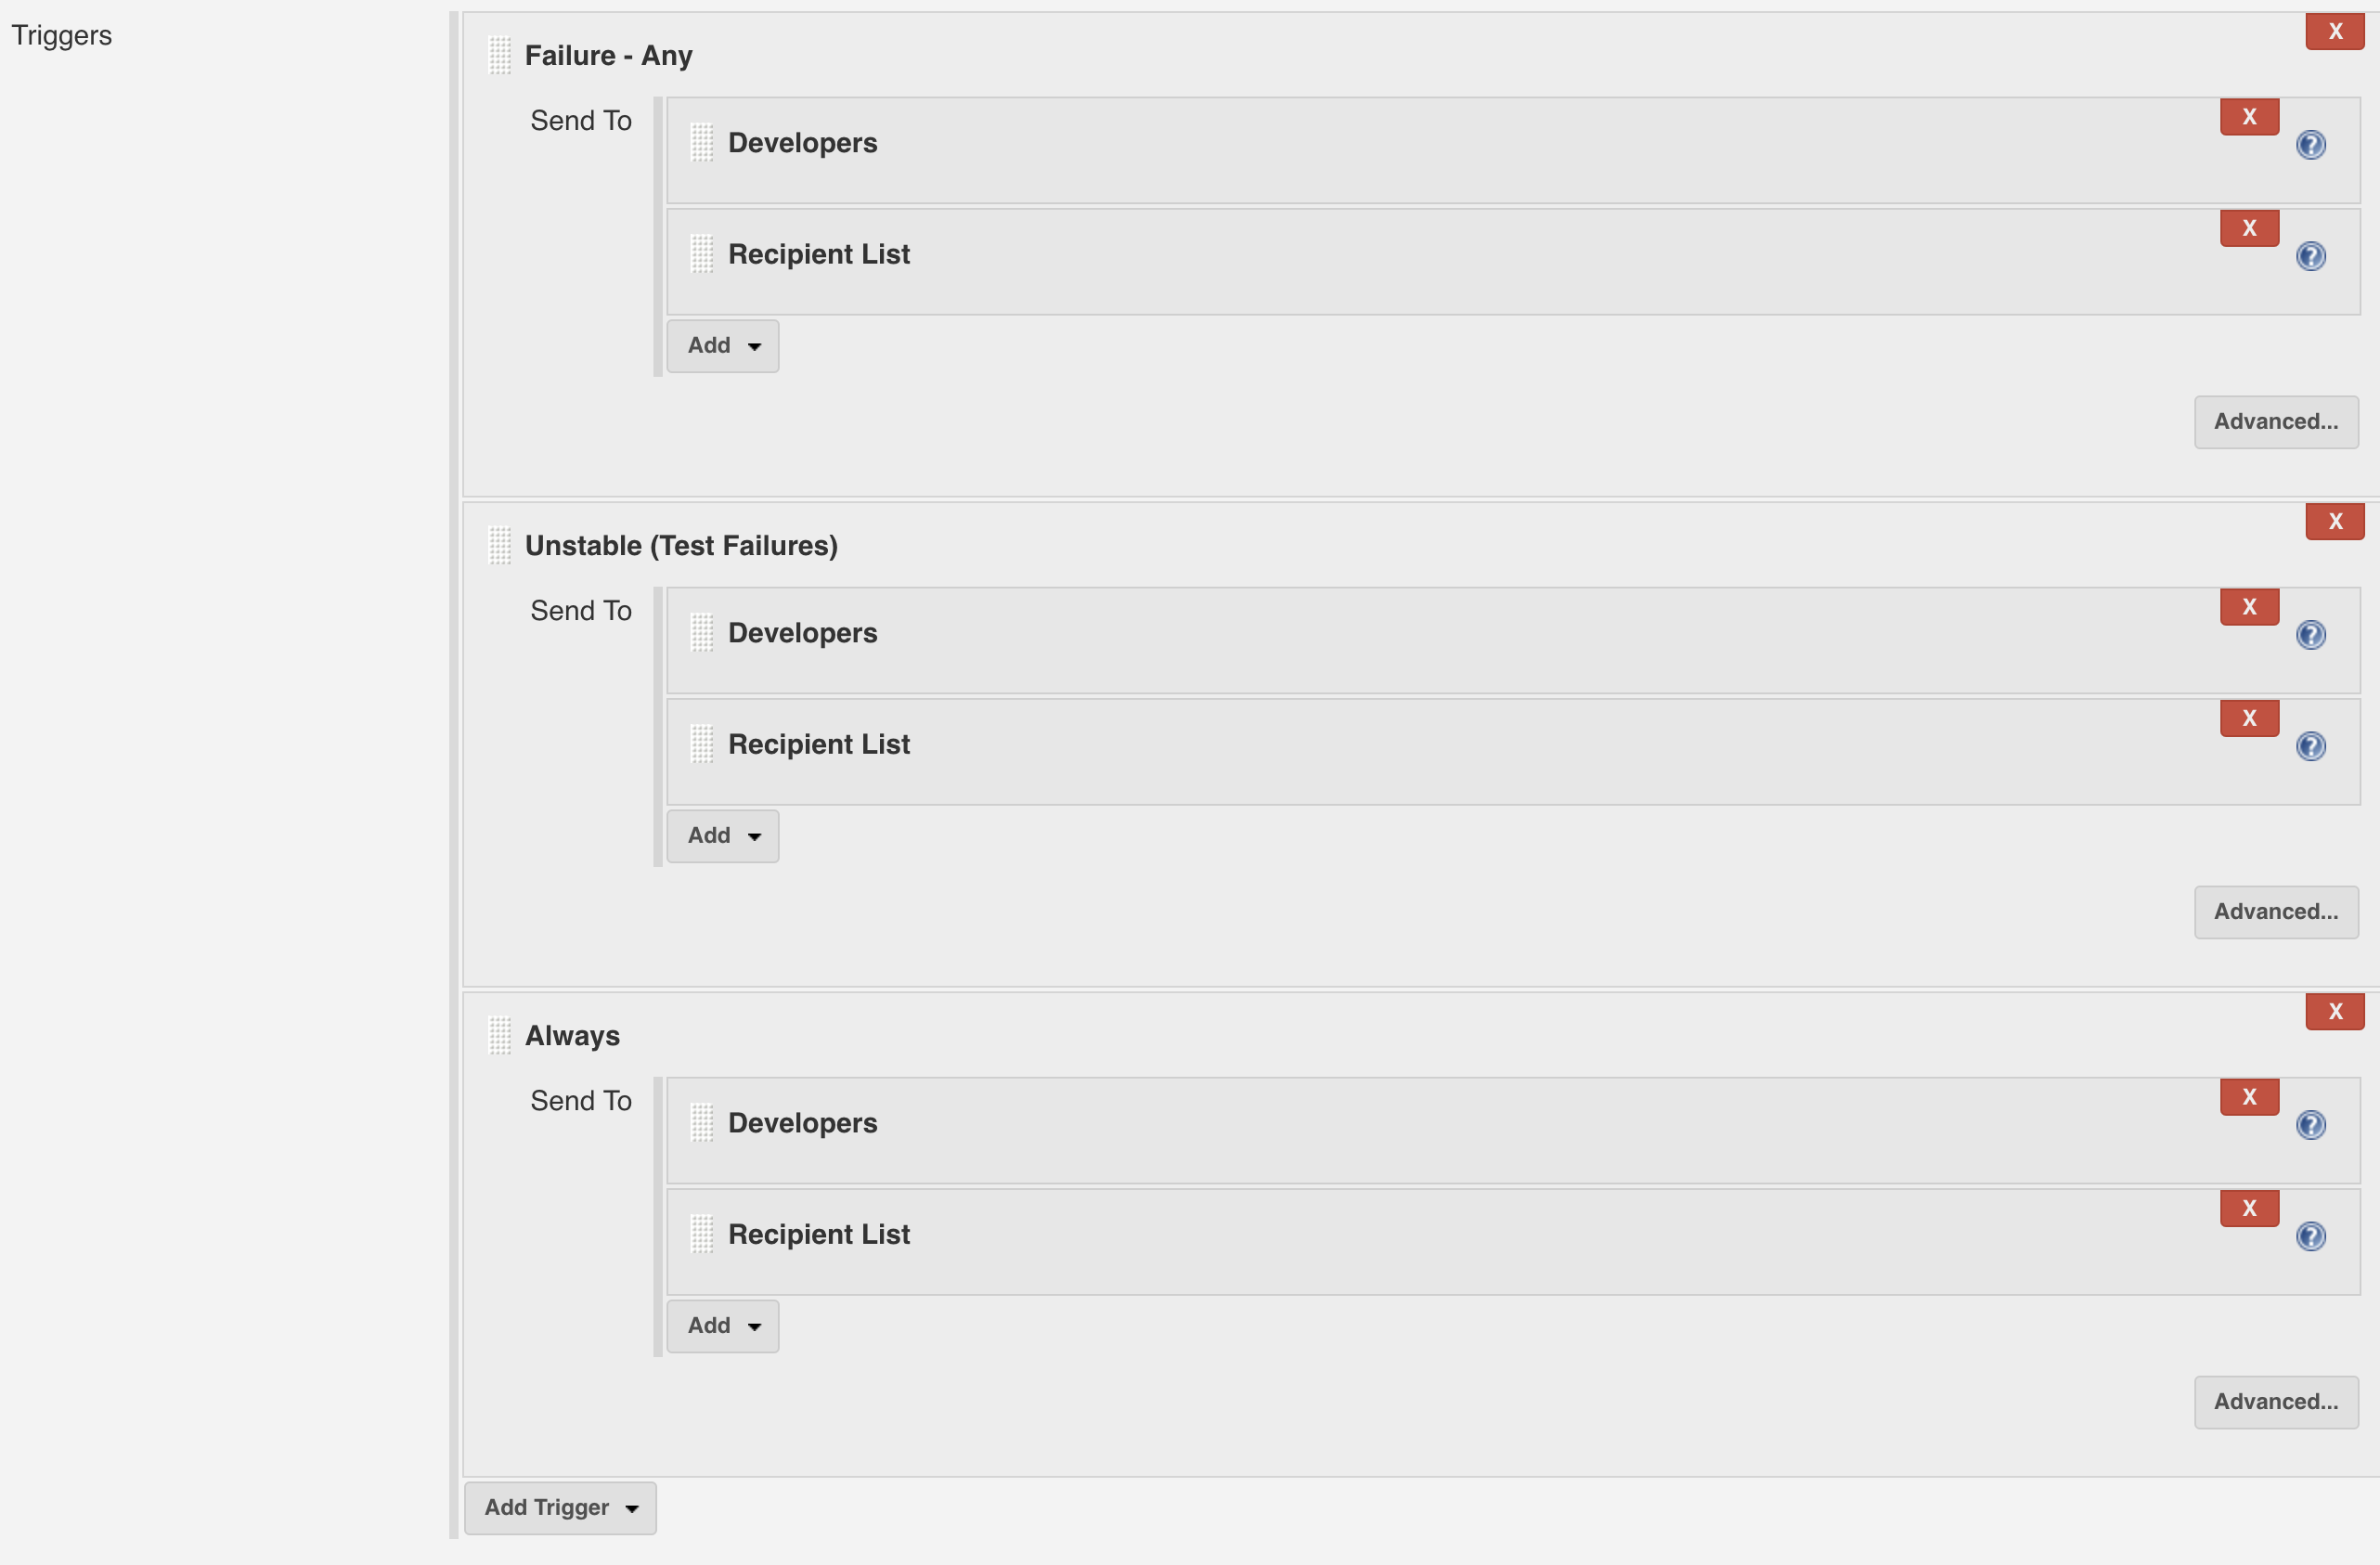 Triggers
X
Failure - Any
Send To
X
Developers
?
X
Recipient List
?
Add
Advanced...
X
Unstable (Test Failures)
Send To
X
Developers
?
X
Recipient List
?
Add
Advanced...
X
Always
Send To
X
Developers
?
X
Recipient List
?
Add
Advanced...
Add Trigger